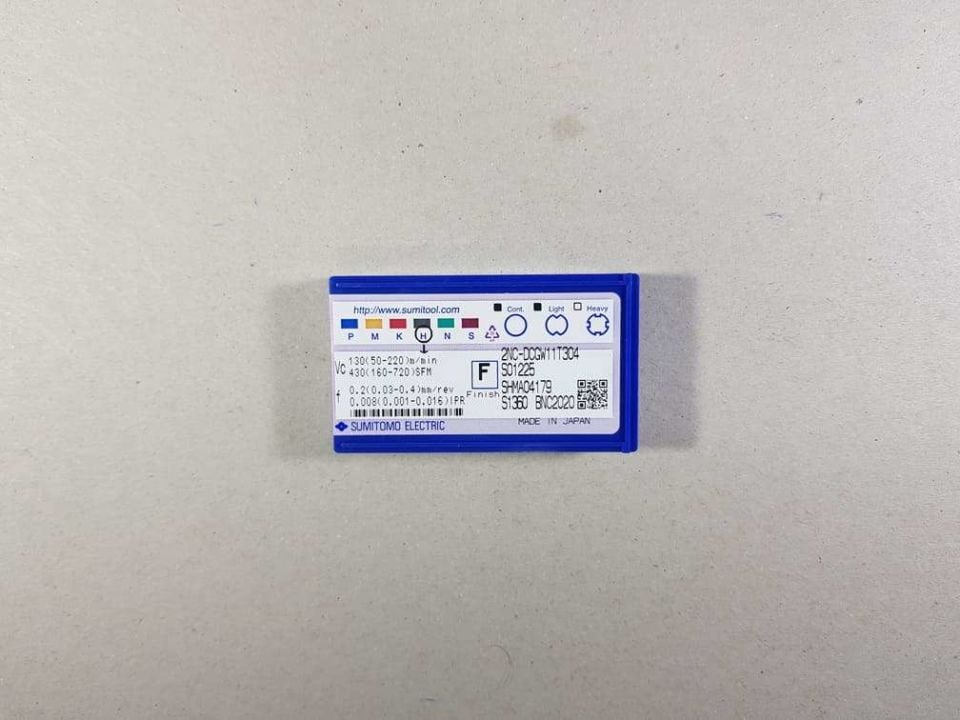 http://www.sumitool.com
Cont. Light Heavy
P M K H N S
Vc 130(50-220)m/min
430(160-720)SFM
f 0.2(0.03-0.4)mm/rev
0.008(0.001-0.016)IPR
F
Finish
2NC-DCGW11T304
S01225
SHMA04179
S1360 BNC2020
SUMITOMO ELECTRIC
MADE IN JAPAN